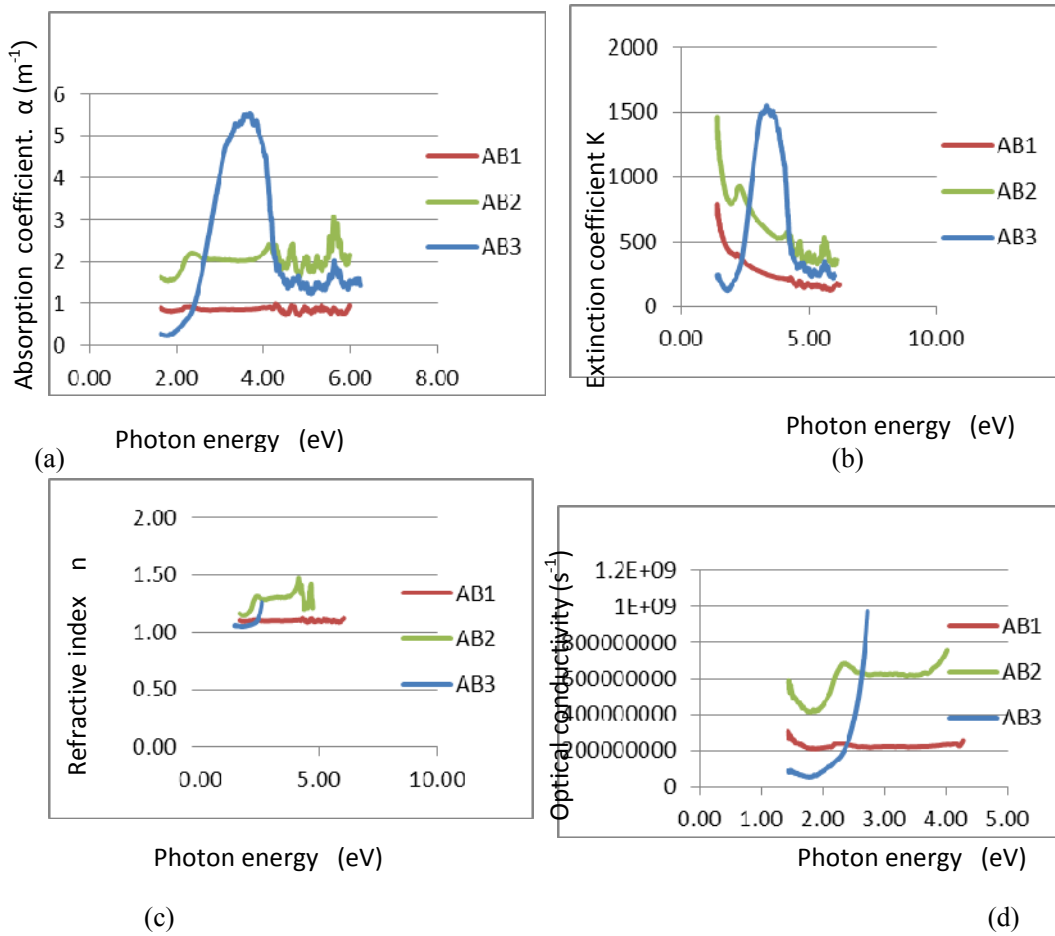 Absorption coefficient. α (m⁻¹)
6
5
4
3
2
1
0
0.00 2.00 4.00 6.00 8.00
AB1
AB2
AB3
Photon energy (eV)
(a)
Extinction coefficient K
2000
1500
1000
500
0
0.00 5.00 10.00
AB1
AB2
AB3
Photon energy (eV)
(b)
Refractive index n
2.00
1.50
1.00
0.50
0.00
0.00 5.00 10.00
AB1
AB2
AB3
Photon energy (eV)
(c)
Optical conductivity (s⁻¹)
1.2E+09
1E+09
800000000
600000000
400000000
200000000
0
0.00 1.00 2.00 3.00 4.00 5.00
AB1
AB2
AB3
Photon energy (eV)
(d)